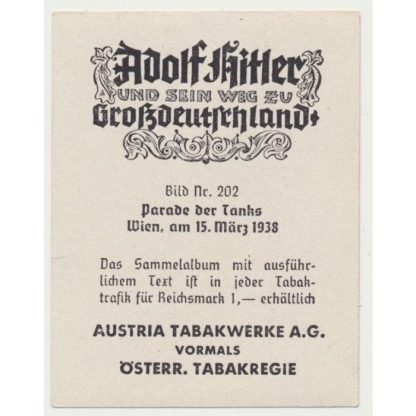 Adolf Hitler
UND SEIN WEG ZU
Großdeutschland
Bild Nr. 202
Parade der Tanks
Wien, am 15. März 1938
Das Sammelalbum mit ausführ-
lichem Text ist in jeder Tabak-
trafik für Reichsmark 1,— erhältlich
AUSTRIA TABAKWERKE A.G.
VORMALS
ÖSTERR. TABAKREGIE